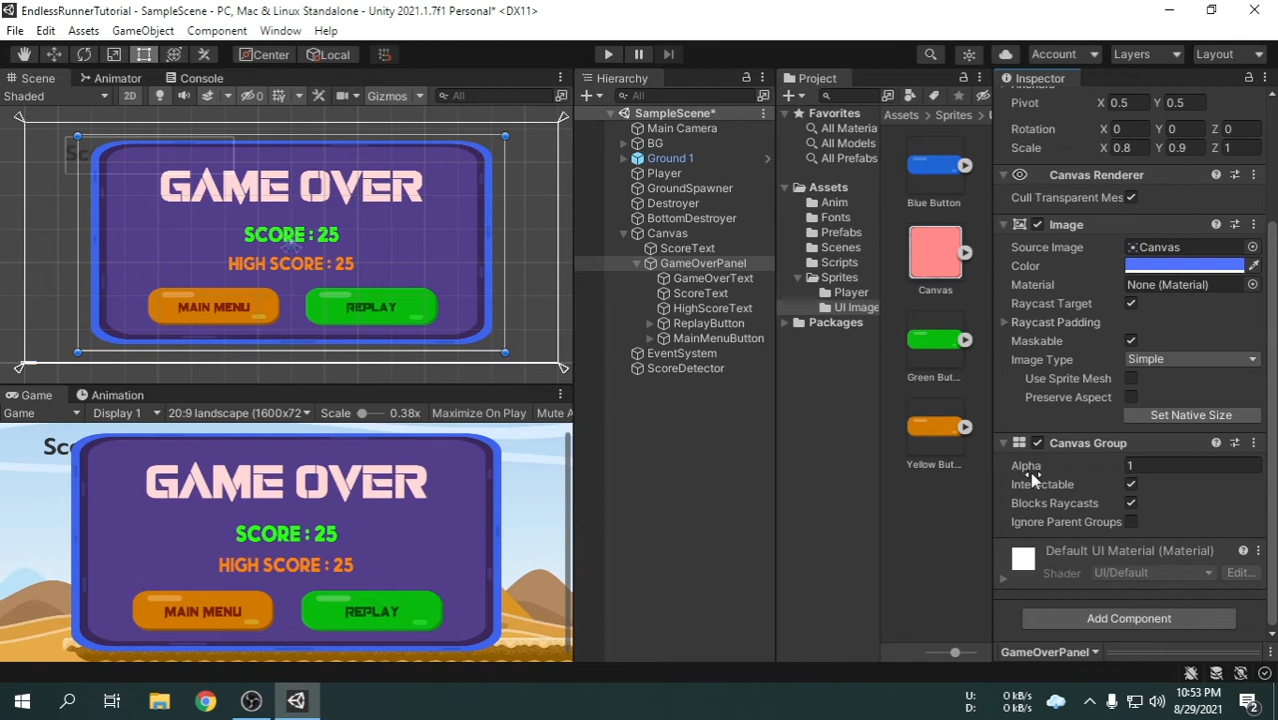 EndlessRunnerTutorial - SampleScene - PC, Mac & Linux Standalone - Unity 2021.1.7f1 Personal* <DX11>
File Edit Assets GameObject Component Window Help
Center Local Account Layers Layout
Scene Animator Console
Shaded 2D 0 Gizmos All
GAME OVER
SCORE : 25
HIGH SCORE : 25
MAIN MENU REPLAY
Game Animation
Game Display 1 20:9 landscape (1600x72 Scale 0.38x Maximize On Play Mute A
Sc
GAME OVER
SCORE : 25
HIGH SCORE : 25
MAIN MENU REPLAY
Hierarchy
All
SampleScene*
Main Camera
BG
Ground 1
Player
GroundSpawner
Destroyer
BottomDestroyer
Canvas
ScoreText
GameOverPanel
GameOverText
ScoreText
HighScoreText
ReplayButton
MainMenuButton
EventSystem
ScoreDetector
Project
Favorites
All Materia
All Models
All Prefabs
Assets
Anim
Fonts
Prefabs
Scenes
Scripts
Sprites
Player
UI Image
Packages
Assets Sprites
Blue Button
Canvas
Green But...
Yellow But...
Inspector
Pivot X 0.5 Y 0.5
Rotation X 0 Y 0 Z 0
Scale X 0.8 Y 0.9 Z 1
Canvas Renderer
Cull Transparent Mes
Image
Source Image Canvas
Color
Material None (Material)
Raycast Target
Raycast Padding
Maskable
Image Type Simple
Use Sprite Mesh
Preserve Aspect
Set Native Size
Canvas Group
Alpha 1
Interactable
Blocks Raycasts
Ignore Parent Groups
Default UI Material (Material)
Shader UI/Default Edit...
Add Component
GameOverPanel
U: 0 kB/s
D: 0 kB/s
10:53 PM
8/29/2021
2